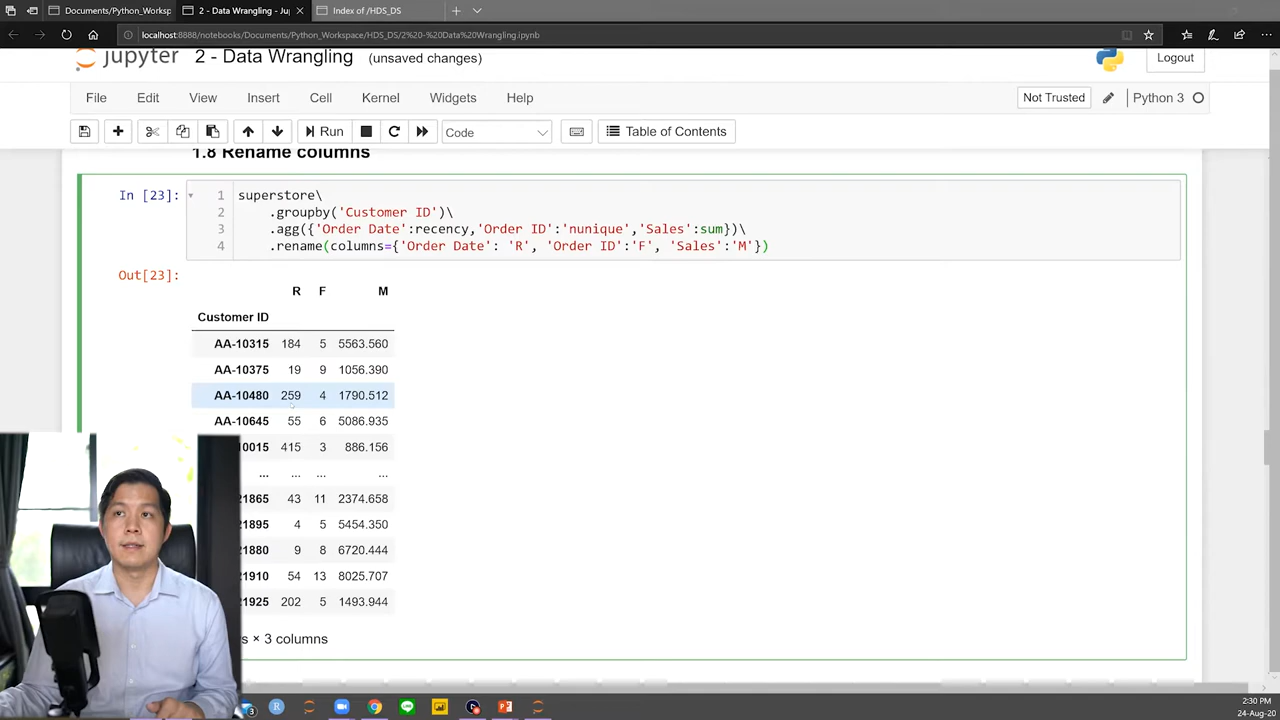 Documents/Python_Worksp
2 - Data Wrangling - Ju
Index of /HDS_DS
localhost:8888/notebooks/Documents/Python_Workspace/HDS_DS/2%20-%20Data%20Wrangling.ipynb
jupyter 2 - Data Wrangling (unsaved changes)
Logout
File Edit View Insert Cell Kernel Widgets Help
Not Trusted
Python 3
Run
Code
Table of Contents
1.8 Rename columns
In [23]:
1 superstore\
2 .groupby('Customer ID')\
3 .agg({'Order Date':recency,'Order ID':'nunique','Sales':sum})\
4 .rename(columns={'Order Date': 'R', 'Order ID':'F', 'Sales':'M'})
Out[23]:
R F M
Customer ID
AA-10315 184 5 5563.560
AA-10375 19 9 1056.390
AA-10480 259 4 1790.512
AA-10645 55 6 5086.935
0015 415 3 886.156
... ... ... ...
21865 43 11 2374.658
21895 4 5 5454.350
21880 9 8 6720.444
21910 54 13 8025.707
21925 202 5 1493.944
s × 3 columns
2:30 PM
24-Aug-20